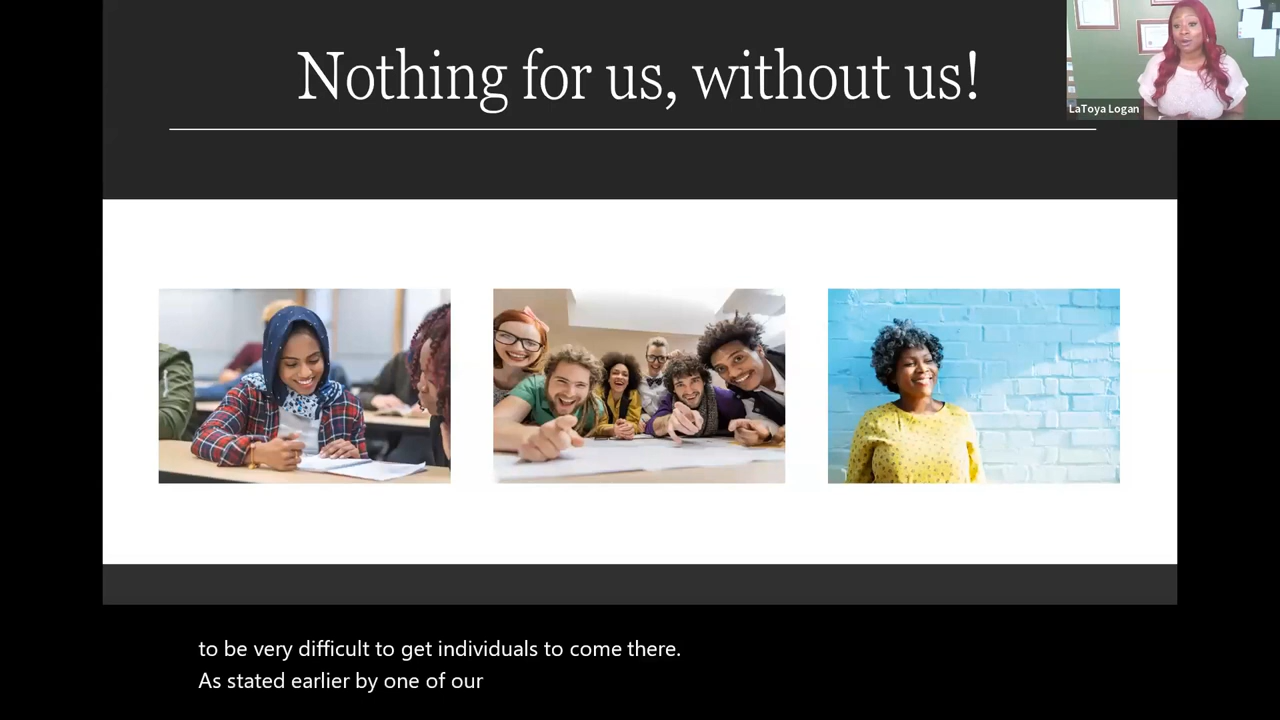 Nothing for us, without us!
LaToya Logan
to be very difficult to get individuals to come there.
As stated earlier by one of our